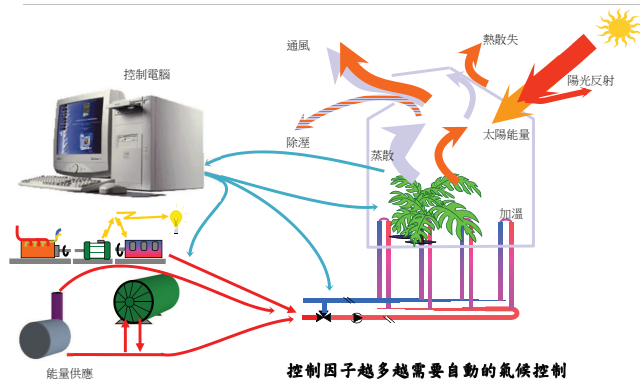 通風
熱散失
控制電腦
陽光反射
除溼
太陽能量
蒸散
加溫
能量供應
控制因子越多越需要自動的氣候控制